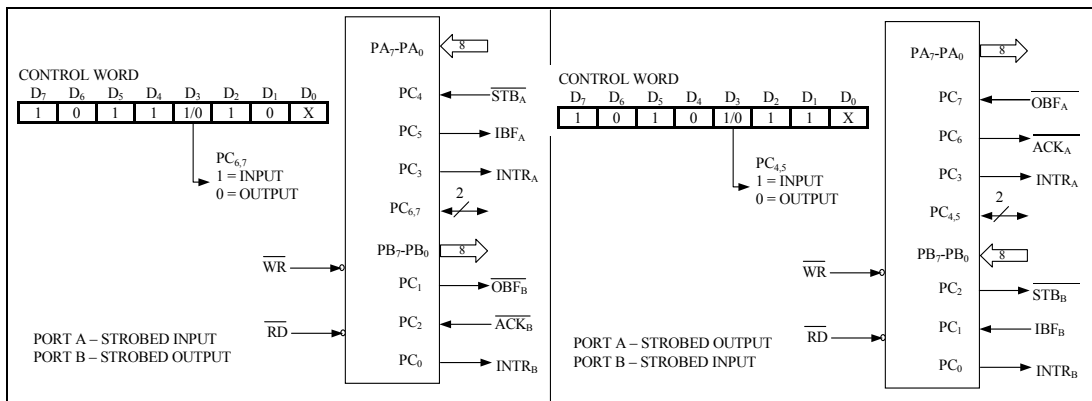 CONTROL WORD
D7 D6 D5 D4 D3 D2 D1 D0
1 0 1 1 1/0 1 0 X
PC6,7
1 = INPUT
0 = OUTPUT
WR
RD
PORT A – STROBED INPUT
PORT B – STROBED OUTPUT
PA7-PA0 8
PC4 STBA
PC5 IBFA
PC3 INTRA
PC6,7 2
PB7-PB0 8
PC1 OBFB
PC2 ACKB
PC0 INTRB
CONTROL WORD
D7 D6 D5 D4 D3 D2 D1 D0
1 0 1 0 1/0 1 1 X
PC4,5
1 = INPUT
0 = OUTPUT
WR
RD
PORT A – STROBED OUTPUT
PORT B – STROBED INPUT
PA7-PA0 8
PC7 OBFA
PC6 ACKA
PC3 INTRA
PC4,5 2
PB7-PB0 8
PC2 STBB
PC1 IBFB
PC0 INTRB